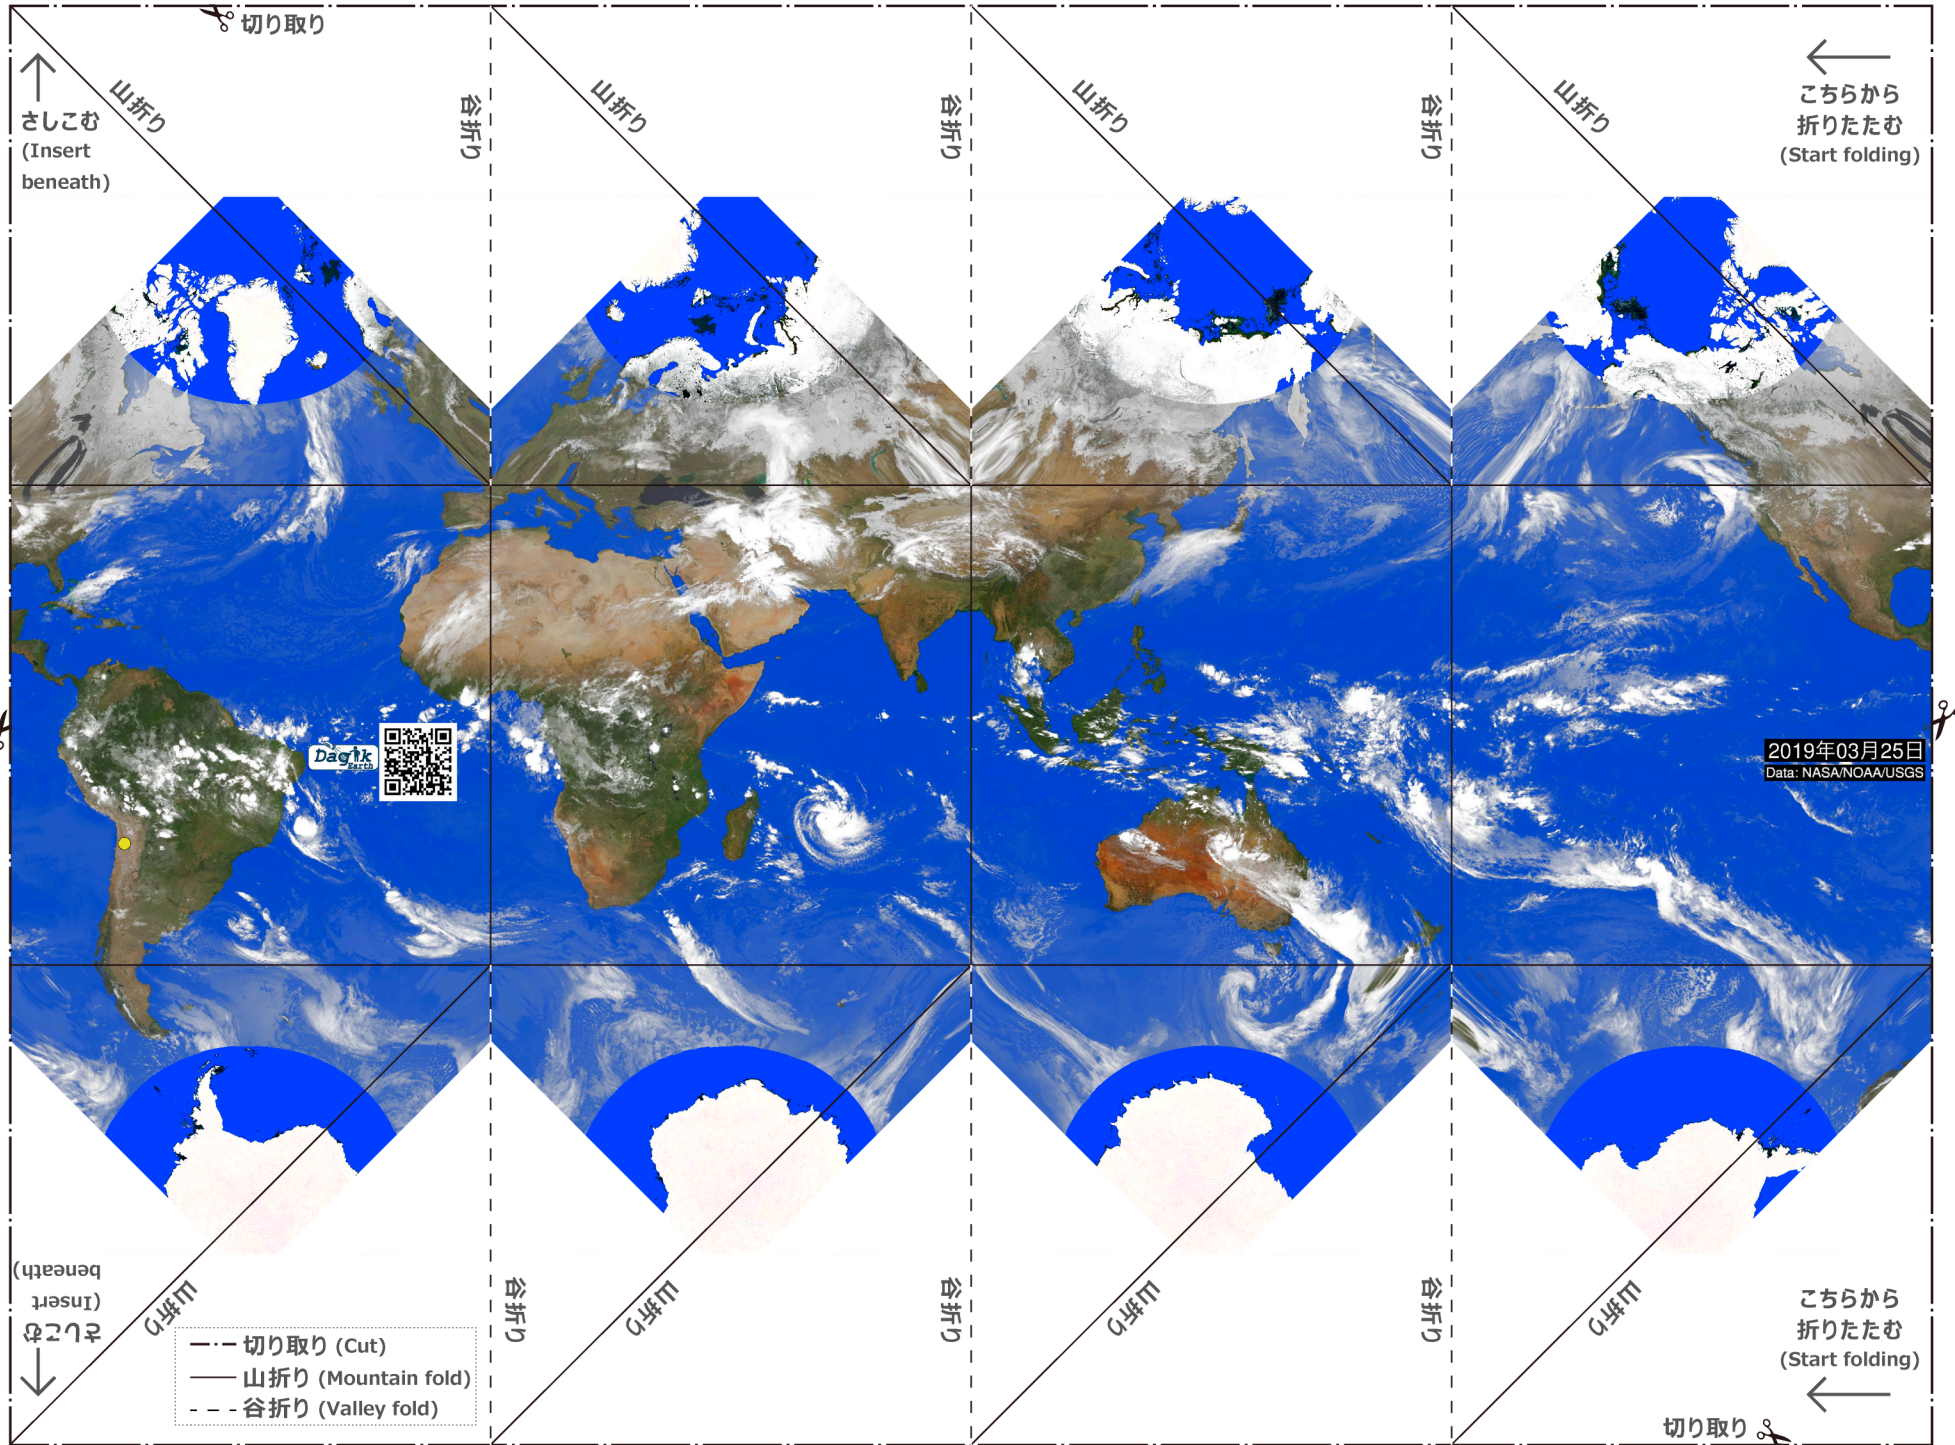 切り取り
さしこむ
(Insert
beneath)
山折り
谷折り
山折り
谷折り
山折り
谷折り
山折り
こちらから
折りたたむ
(Start folding)
Dagik
Earth
2019年03月25日
Data: NASA/NOAA/USGS
さしこむ
(Insert
beneath)
山折り
谷折り
山折り
谷折り
山折り
谷折り
山折り
こちらから
折りたたむ
(Start folding)
切り取り (Cut)
山折り (Mountain fold)
谷折り (Valley fold)
切り取り